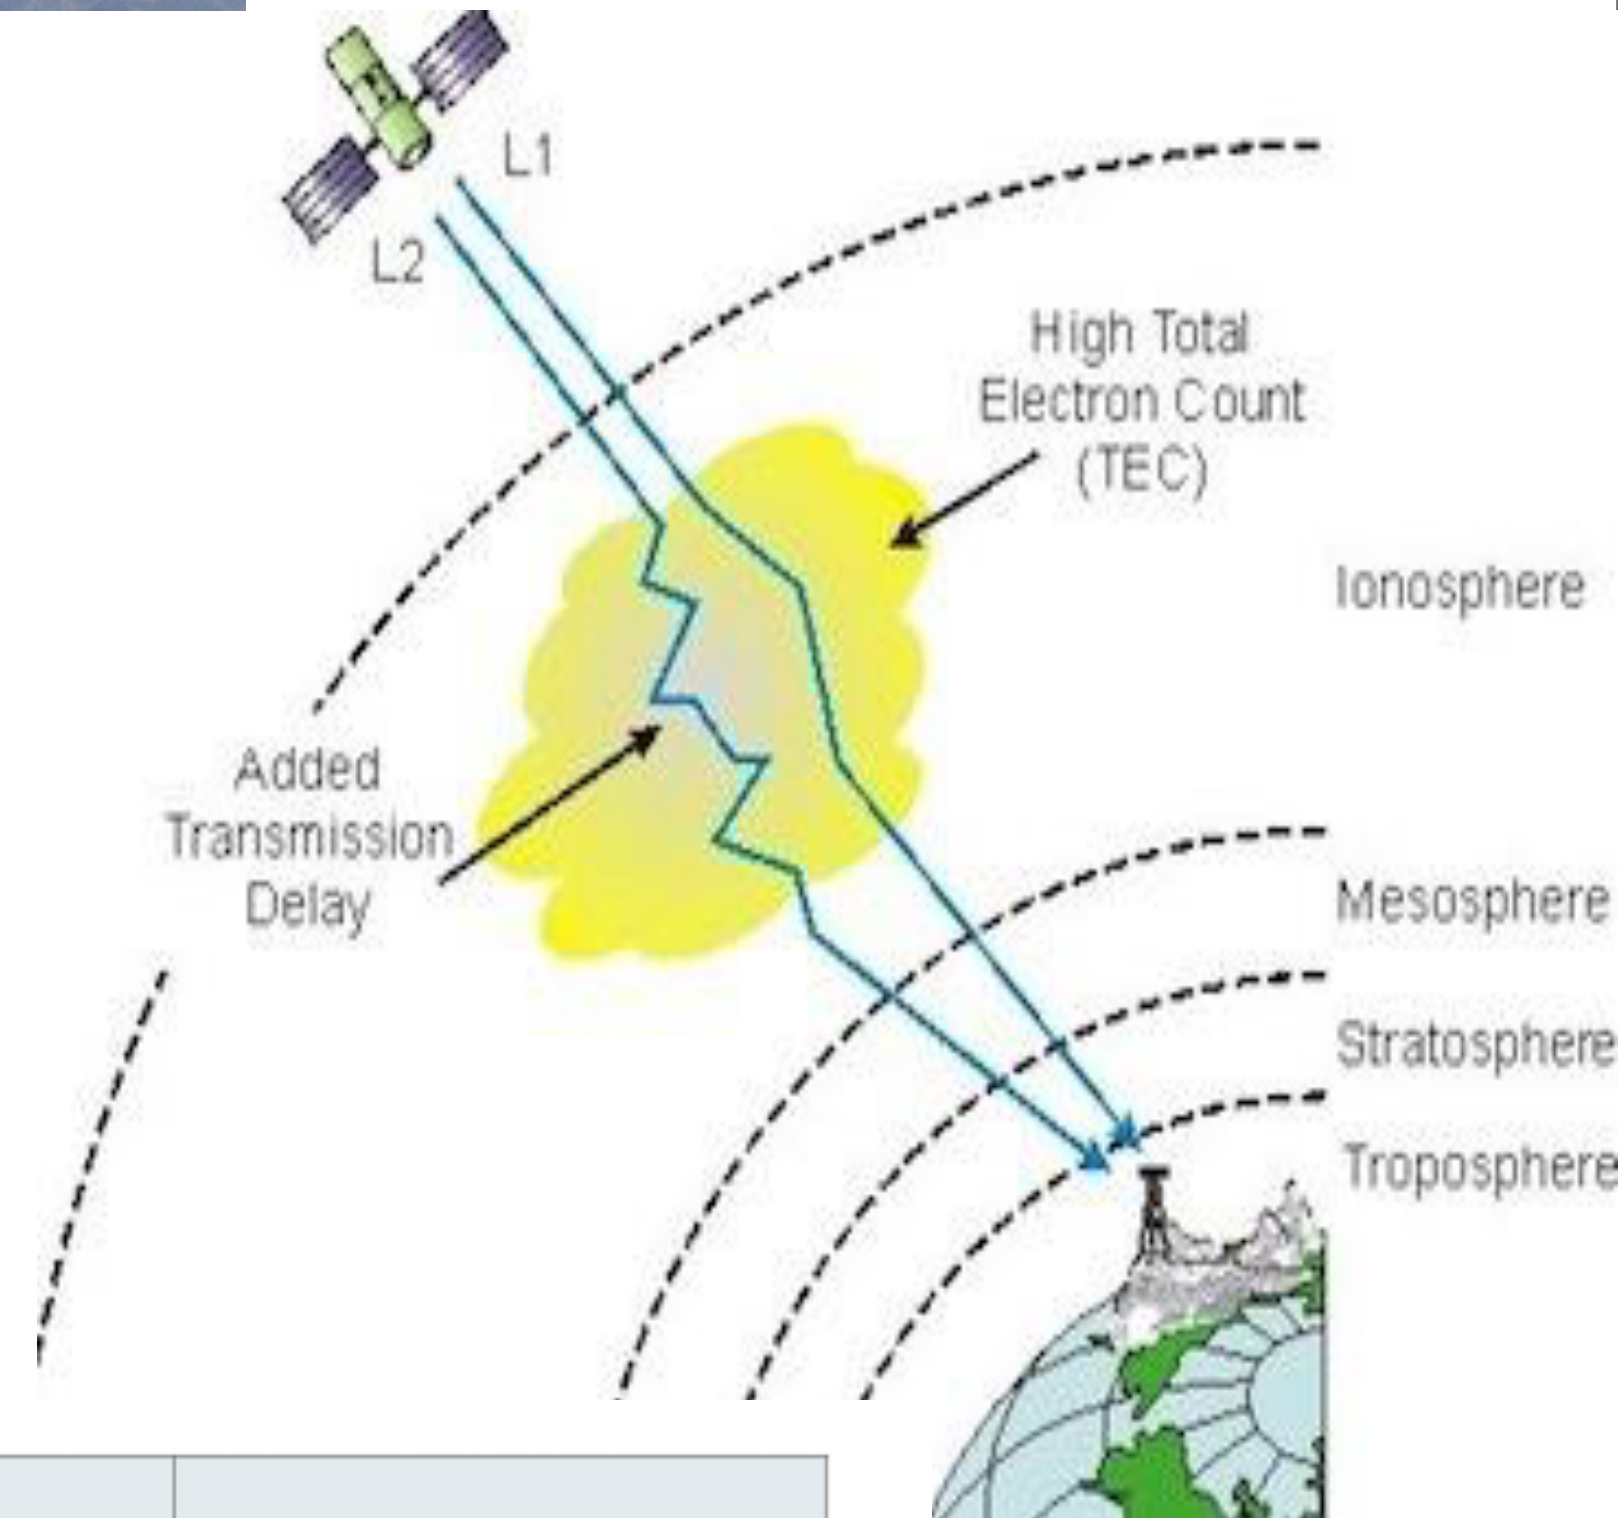 L1
L2
High Total
Electron Count
(TEC)
Ionosphere
Added
Transmission
Delay
Mesosphere
Stratosphere
Troposphere